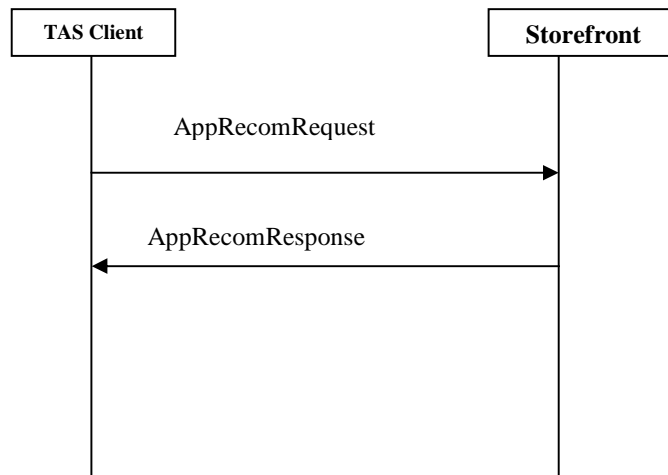 TAS Client
Storefront
AppRecomRequest
AppRecomResponse